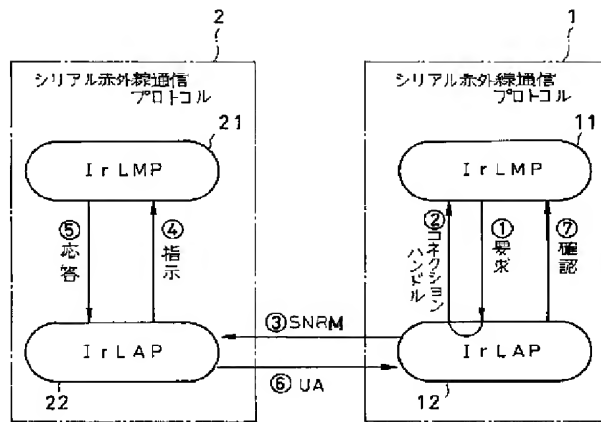 2
シリアル赤外線通信
プロトコル
21
IrLMP
⑤応答
④指示
IrLAP
22
1
シリアル赤外線通信
プロトコル
11
IrLMP
②コネクション
ハンドル
①要求
⑦確認
③SNRM
⑥UA
IrLAP
12